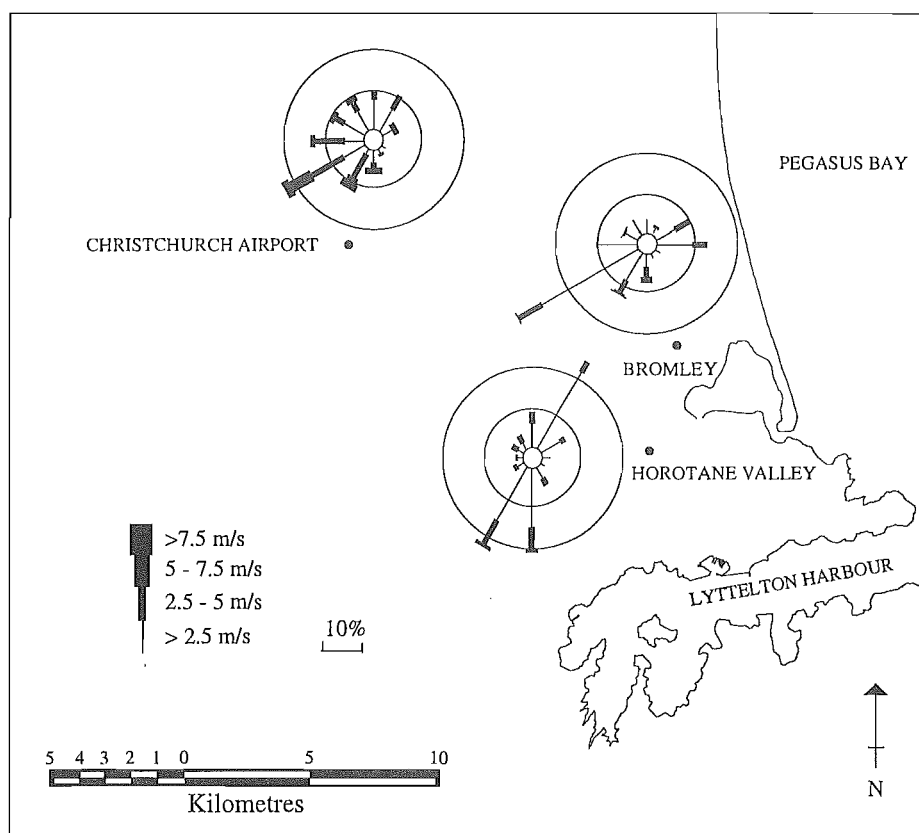 PEGASUS BAY
CHRISTCHURCH AIRPORT
BROMLEY
HOROTANE VALLEY
>7.5 m/s
5 - 7.5 m/s
2.5 - 5 m/s
> 2.5 m/s
10%
LYTTELTON HARBOUR
5 4 3 2 1 0 5 10
Kilometres
N